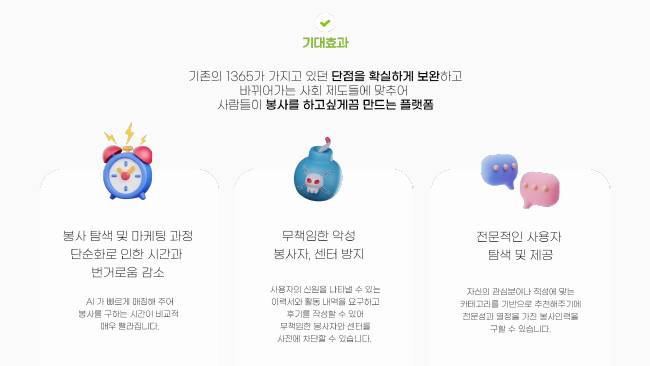 기대효과
기존의 1365가 가지고 있던 단점을 확실하게 보완하고
바뀌어가는 사회 제도들에 맞추어
사람들이 봉사를 하고싶게끔 만드는 플랫폼
봉사 탐색 및 마케팅 과정
단순화로 인한 시간과
번거로움 감소
AI 가 빠르게 매칭해 주어
봉사를 구하는 시간이 비교적
매우 빨라집니다.
무책임한 악성
봉사자, 센터 방지
사용자의 신원을 나타낼 수 있는
이력서와 활동 내역을 요구하고
후기를 작성할 수 있어
무책임한 봉사자와 센터를
사전에 차단할 수 있습니다.
전문적인 사용자
탐색 및 제공
자신의 관심분야나 적성에 맞는
카테고리를 기반으로 추천해주기에
전문성과 열정을 가진 봉사인력을
구할 수 있습니다.